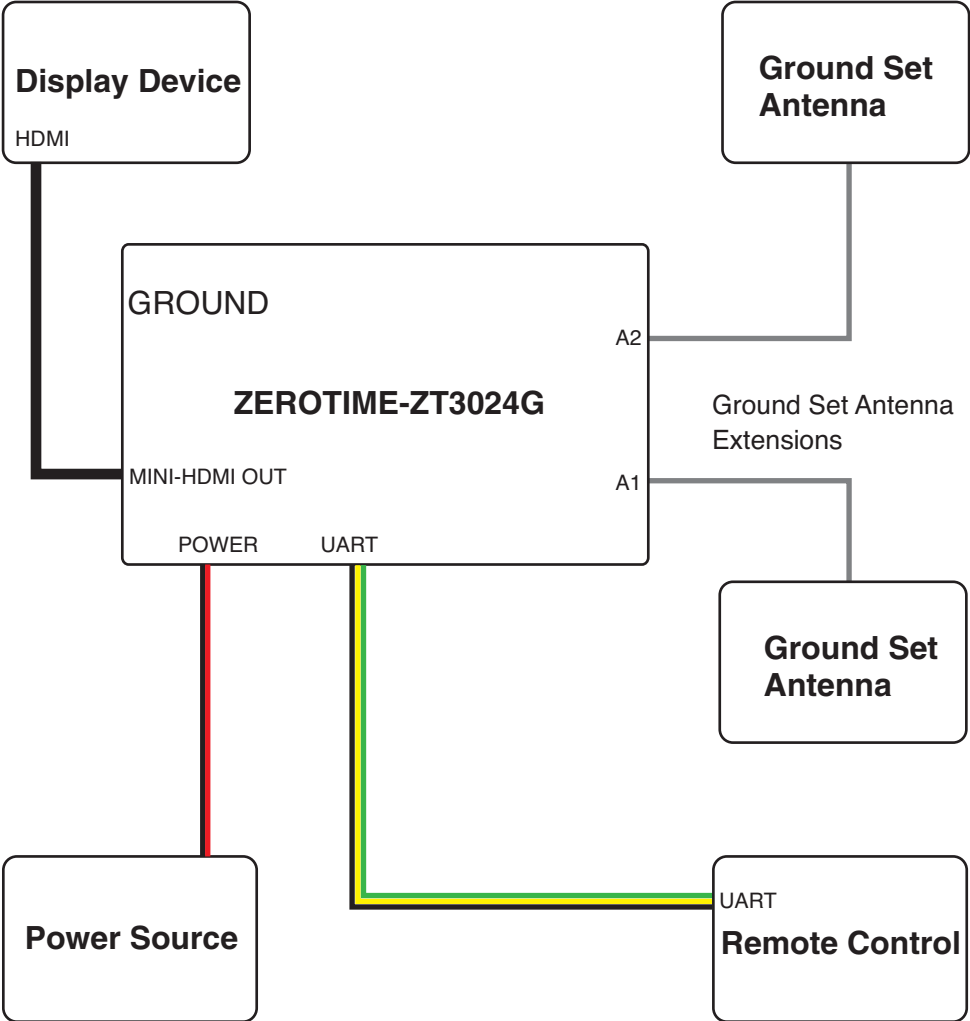 Display Device
HDMI
Ground Set
Antenna
GROUND
A2
ZEROTIME-ZT3024G
Ground Set Antenna
Extensions
MINI-HDMI OUT
A1
POWER
UART
Ground Set
Antenna
Power Source
UART
Remote Control